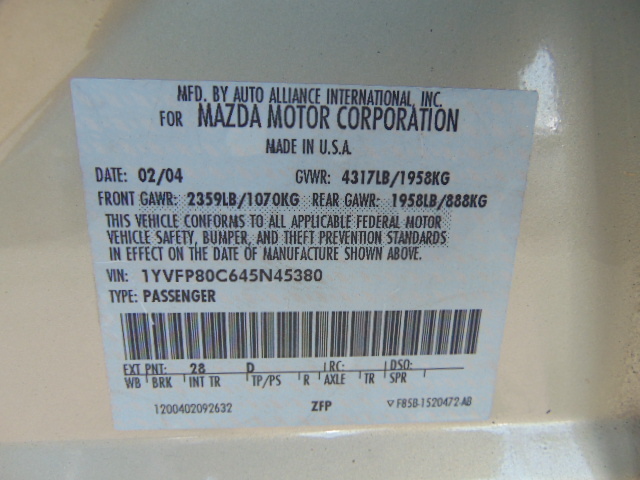 MFD. BY AUTO ALLIANCE INTERNATIONAL, INC.
FOR MAZDA MOTOR CORPORATION
MADE IN U.S.A.
DATE: 02/04 GVWR: 4317LB/1958KG
FRONT GAWR: 2359LB/1070KG REAR GAWR: 1958LB/888KG
THIS VEHICLE CONFORMS TO ALL APPLICABLE FEDERAL MOTOR
VEHICLE SAFETY, BUMPER, AND THEFT PREVENTION STANDARDS
IN EFFECT ON THE DATE OF MANUFACTURE SHOWN ABOVE.
VIN: 1YVFP80C645N45380
TYPE: PASSENGER
EXT PNT: 28 D RC: DSO:
WB BRK INT TR TP/PS R AXLE TR SPR
1200402092632 ZFP ▽ F85B-1520472-AB